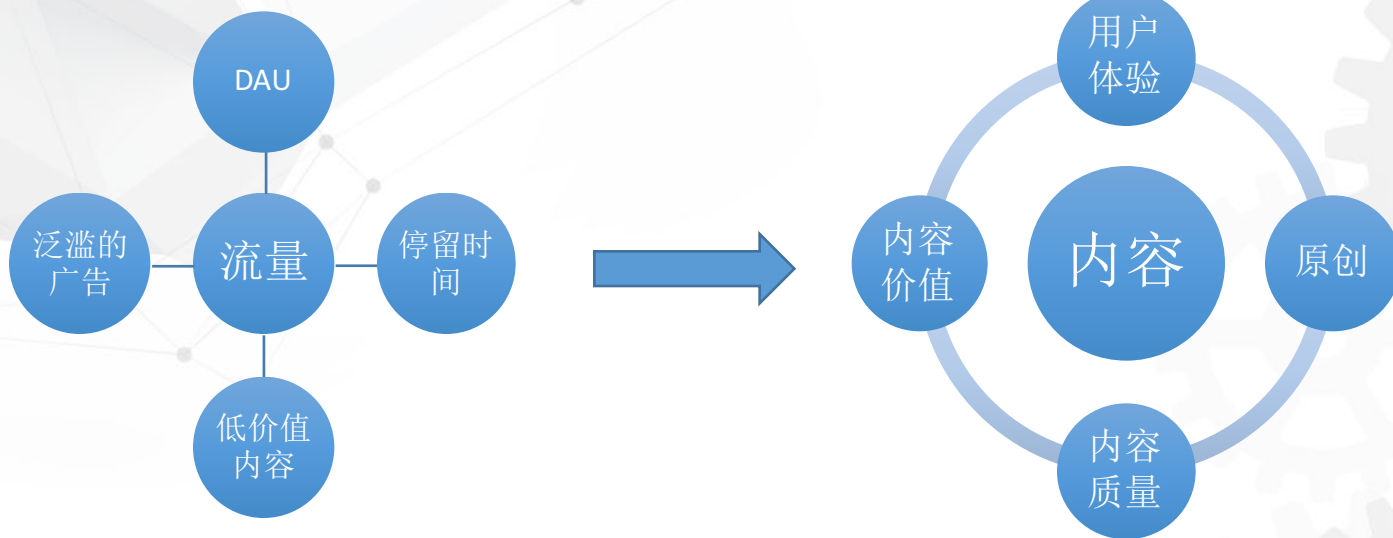 DAU
泛滥的
广告
流量
停留时
间
低价值
内容
用户
体验
内容
价值
内容
原创
内容
质量